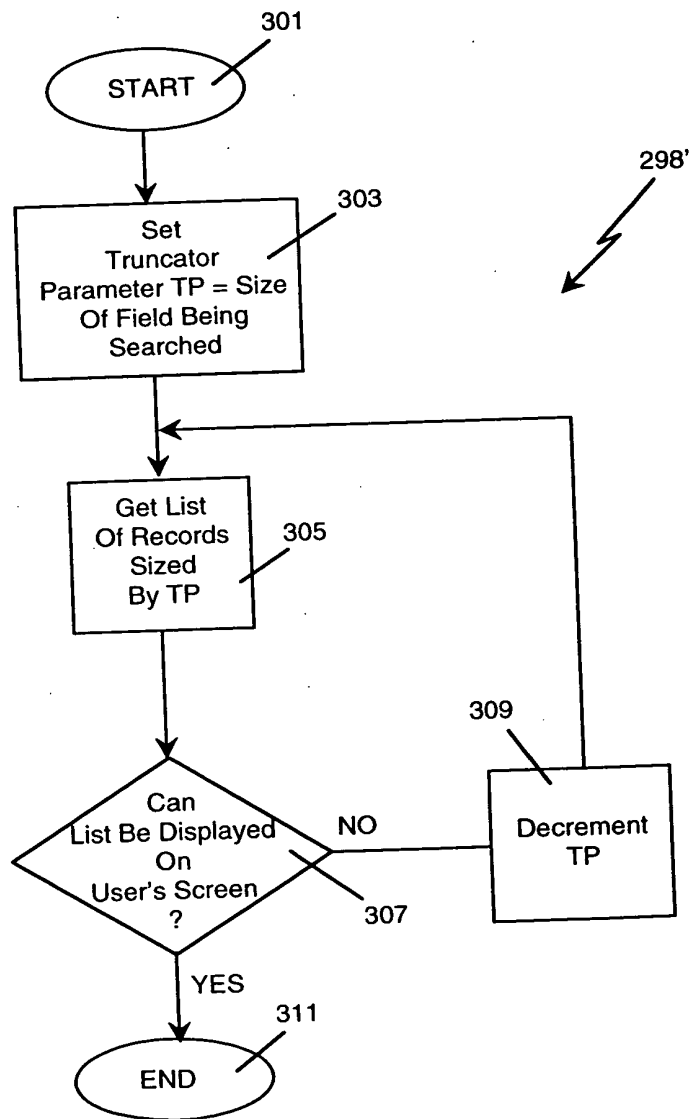 301
START
298'
303
Set
Truncator
Parameter TP = Size
Of Field Being
Searched
Get List
Of Records
Sized
By TP
305
309
Can
List Be Displayed
On
User's Screen
?
NO
307
Decrement
TP
YES
311
END